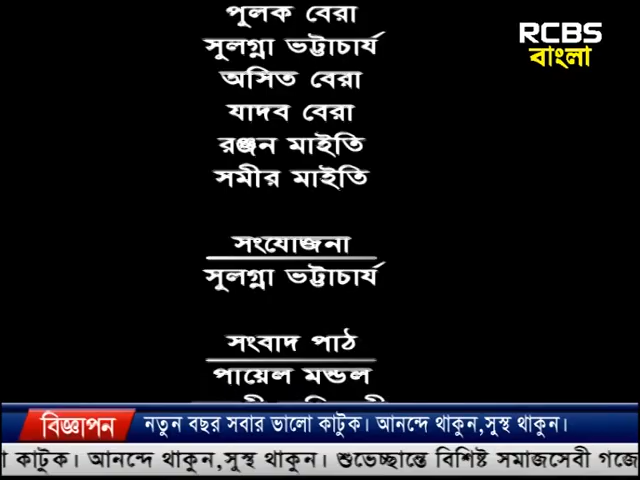 পুলক বেরা
RCBS
বাংলা
সুলগ্না ভট্টাচার্য
অসিত বেরা
যাদব বেরা
রঞ্জন মাইতি
সমীর মাইতি
সংযোজনা
সুলগ্না ভট্টাচার্য
সংবাদ পাঠ
পায়েল মন্ডল
বিজ্ঞাপন
নতুন বছর সবার ভালো কাটুক। আনন্দে থাকুন,সুস্থ থাকুন।
কাটুক। আনন্দে থাকুন,সুস্থ থাকুন। শুভেচ্ছান্তে বিশিষ্ট সমাজসেবী গজে